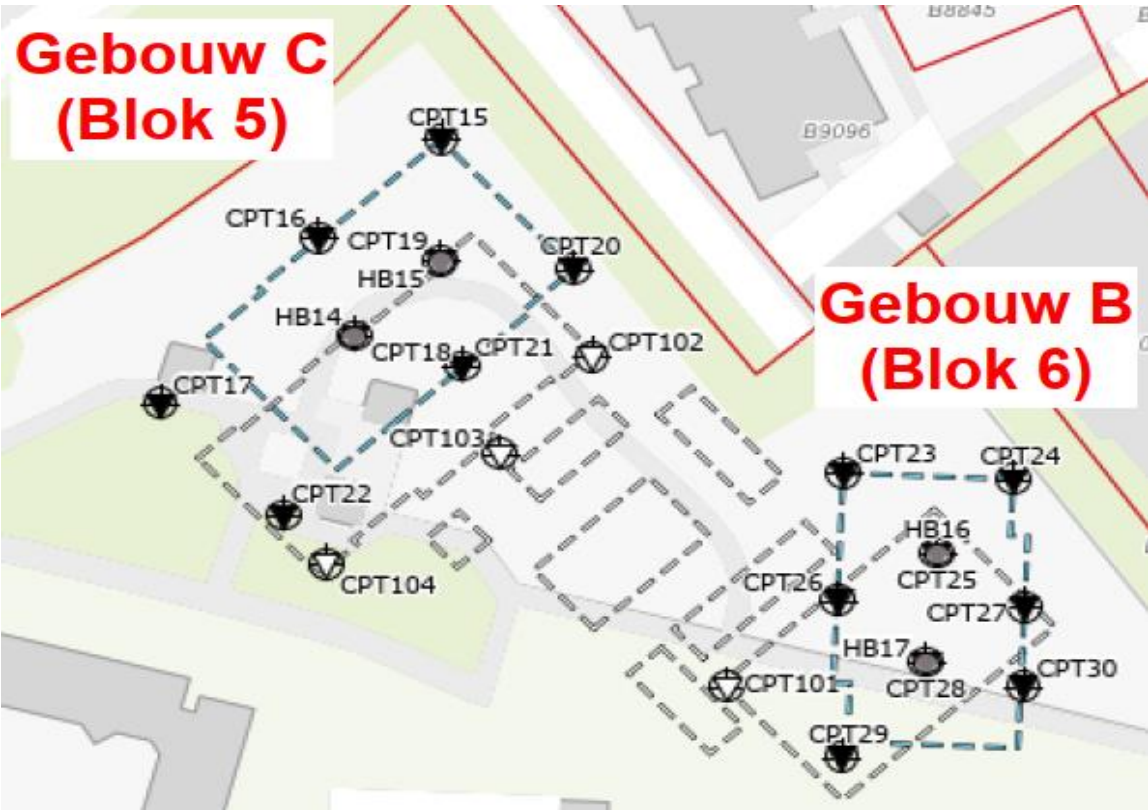 B8845
Gebouw C
(Blok 5)
CPT15
B9096
CPT16
CPT19
CPT20
HB15
Gebouw B
(Blok 6)
HB14
CPT18
CPT21
CPT102
CPT17
CPT103
CPT23
CPT24
CPT22
HB16
CPT25
CPT104
CPT26
CPT27
HB17
CPT28
CPT30
CPT101
CPT29